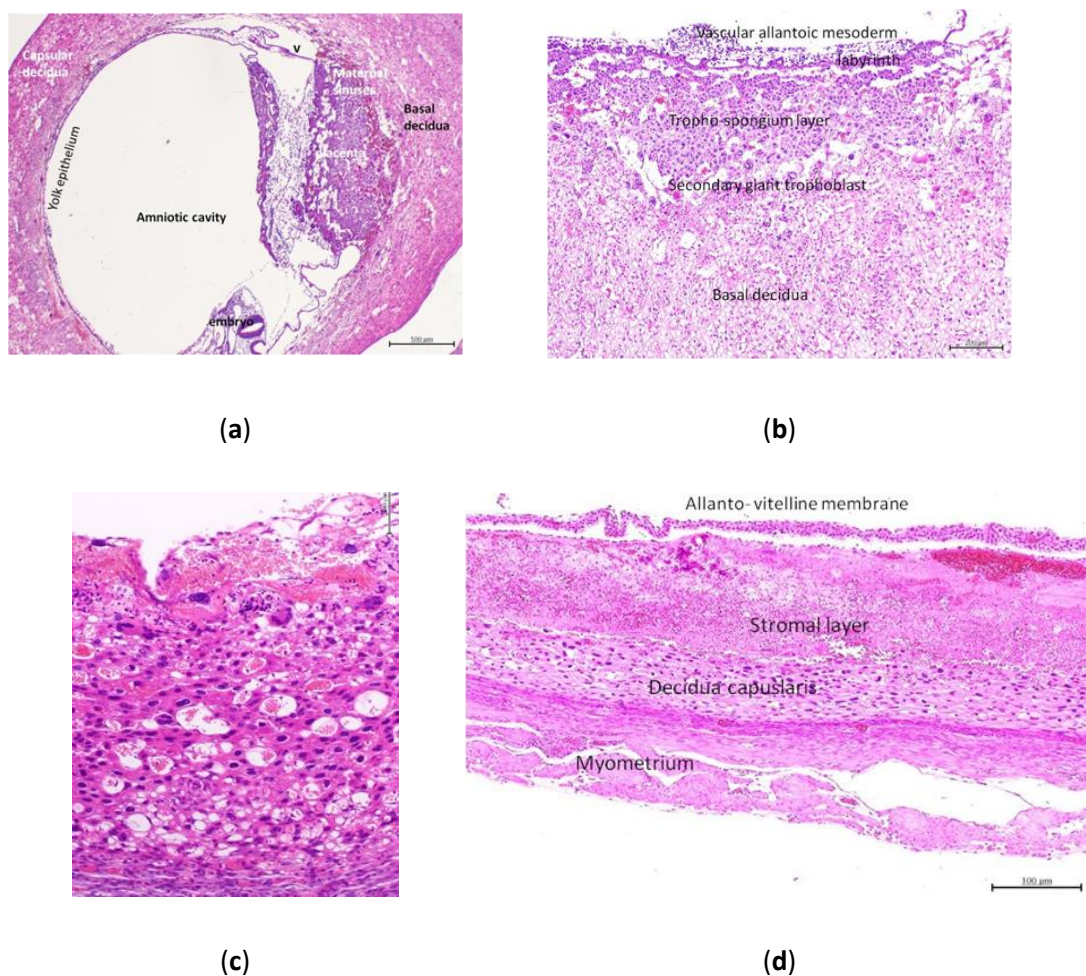 v
Capsular
decidua
Maternal
sinuses
Basal
decidua
placenta
Yolk epithelium
Amniotic cavity
embryo
500 µm
Vascular allantoic mesoderm
labyrinth
Tropho-spongium layer
Secondary giant trophoblast
Basal decidua
200 µm
(a)
(b)
Allanto- vitelline membrane
Stromal layer
Decidua capuslaris
Myometrium
100 µm
(c)
(d)